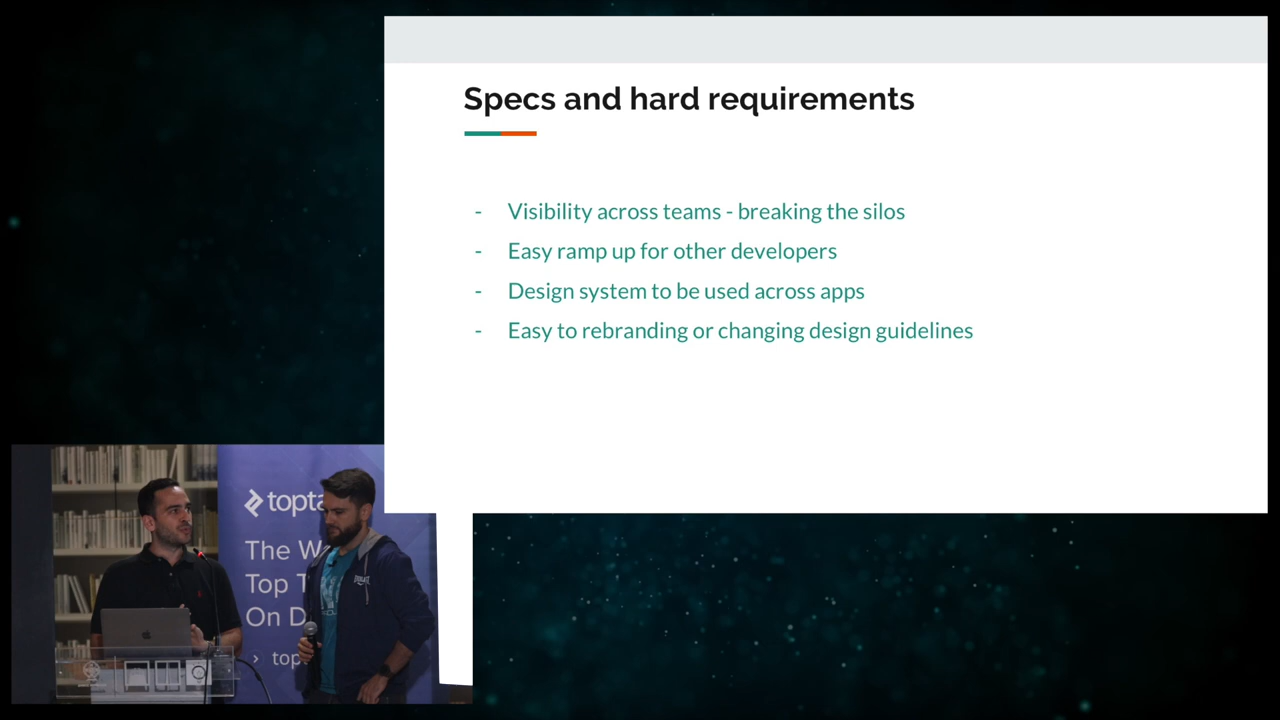 Specs and hard requirements
- Visibility across teams - breaking the silos
- Easy ramp up for other developers
- Design system to be used across apps
- Easy to rebranding or changing design guidelines
topta
The W
Top T
On D
› top